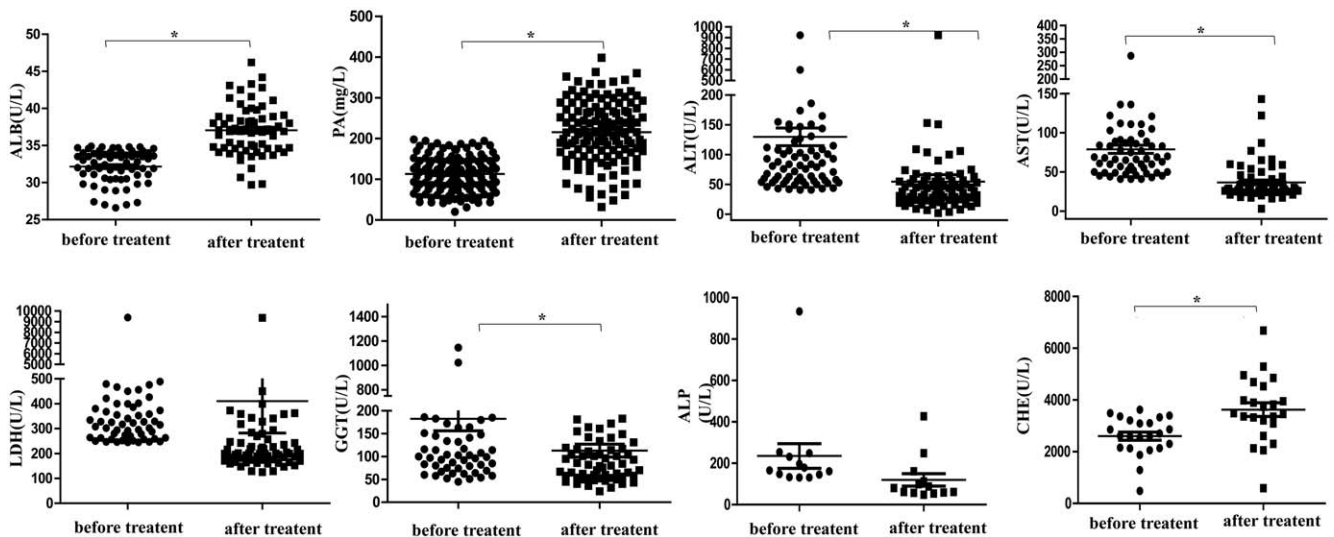 ALB(U/L)
50
45
40
35
30
25
*
before treatent
after treatent
PA(mg/L)
500
400
300
200
100
0
*
before treatent
after treatent
ALT(U/L)
1000
900
800
700
600
500
200
150
100
50
0
*
before treatent
after treatent
AST(U/L)
400
350
300
250
200
150
100
50
0
*
before treatent
after treatent
LDH(U/L)
10000
9000
8000
7000
6000
5000
500
400
300
200
100
0
before treatent
after treatent
GGT(U/L)
1400
1200
1000
800
600
400
200
150
100
50
0
*
before treatent
after treatent
ALP
(U/L)
1000
800
600
400
200
0
before treatent
after treatent
CHE(U/L)
8000
6000
4000
2000
0
*
before treatent
after treatent